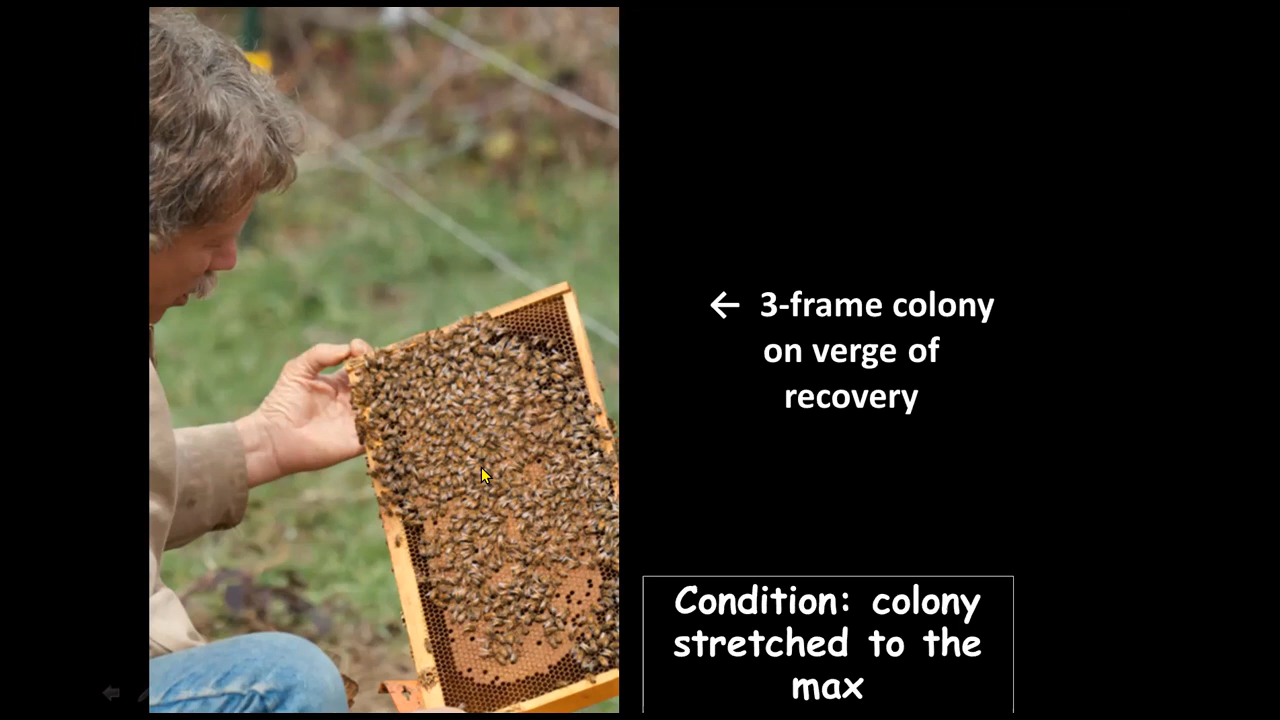 ← 3-frame colony
on verge of
recovery
Condition: colony
stretched to the
max